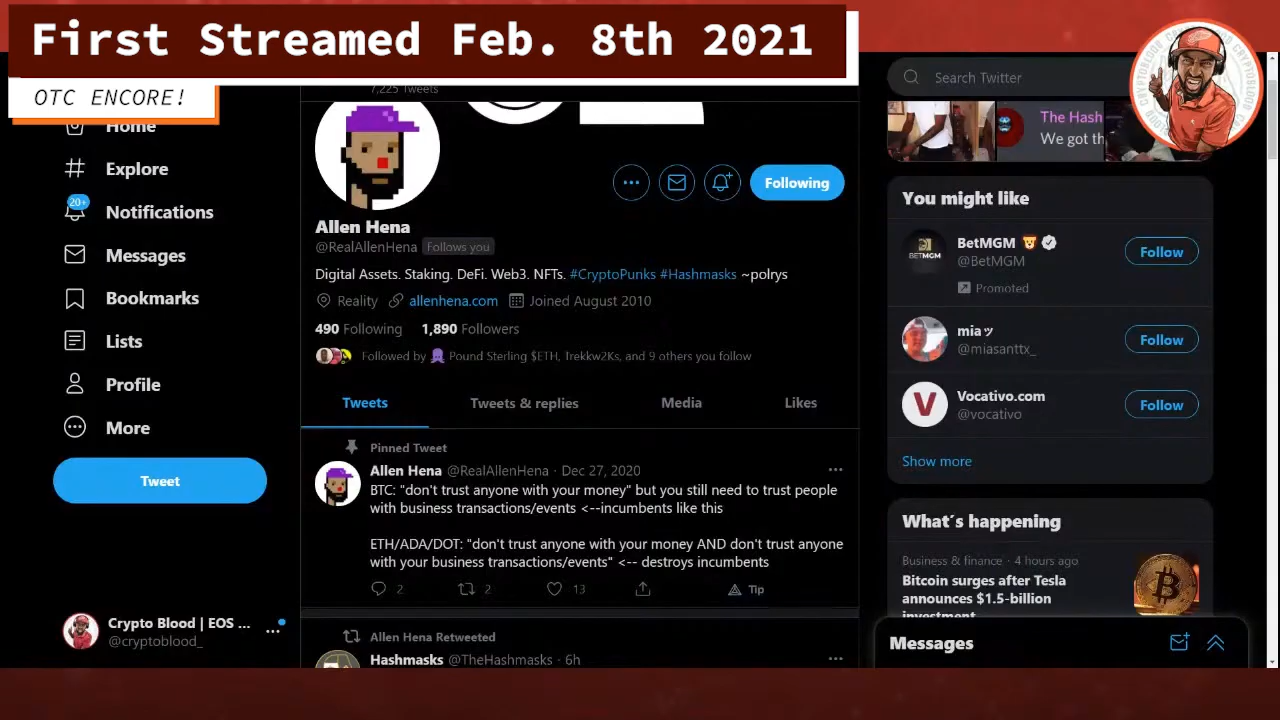 First Streamed Feb. 8th 2021
OTC ENCORE!
7,225 Tweets
Home
Explore
Notifications
20+
Messages
Bookmarks
Lists
Profile
More
Tweet
Crypto Blood | EOS ...
@cryptoblood_
Following
Allen Hena
@RealAllenHena Follows you
Digital Assets. Staking. DeFi. Web3. NFTs. #CryptoPunks #Hashmasks ~polrys
Reality allenhena.com Joined August 2010
490 Following 1,890 Followers
Followed by Pound Sterling $ETH, Trekkw2Ks, and 9 others you follow
Tweets Tweets & replies Media Likes
Pinned Tweet
Allen Hena @RealAllenHena · Dec 27, 2020
BTC: "don't trust anyone with your money" but you still need to trust people
with business transactions/events <--incumbents like this
ETH/ADA/DOT: "don't trust anyone with your money AND don't trust anyone
with your business transactions/events" <-- destroys incumbents
2 2 13 Tip
Allen Hena Retweeted
Hashmasks @TheHashmasks · 6h
Search Twitter
CRYPTOBLOOD
The Hash
We got th
You might like
BetMGM
@BetMGM
Follow
Promoted
miaッ
@miasanttx_
Follow
Vocativo.com
@vocativo
Follow
Show more
What's happening
Business & finance · 4 hours ago
Bitcoin surges after Tesla
announces $1.5-billion
investment
Messages